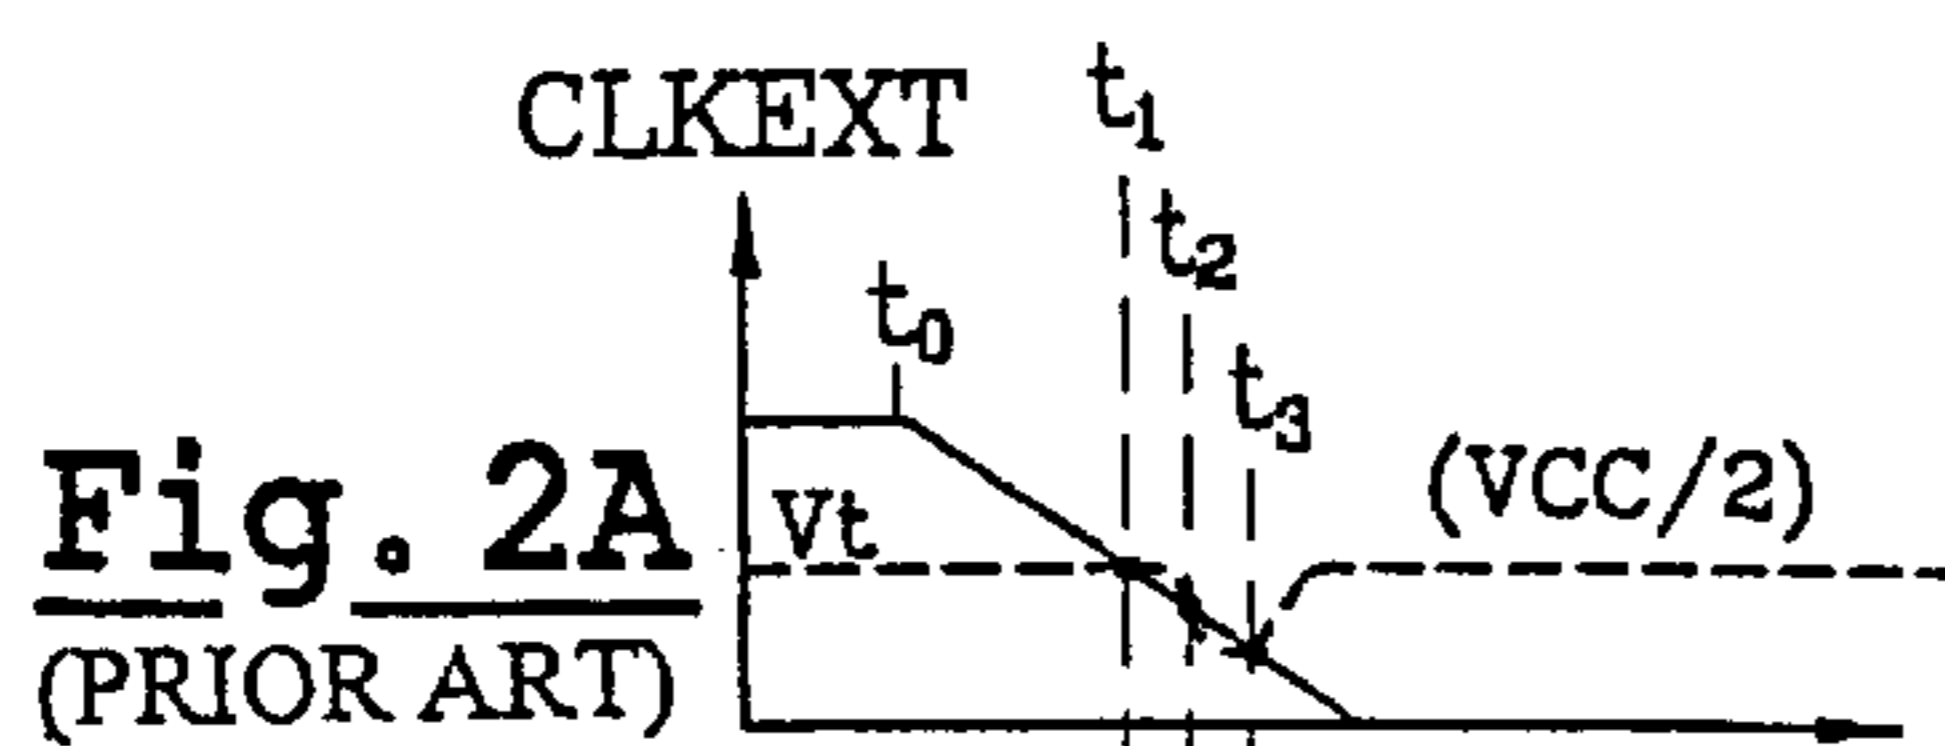 CLKEXT
t1
t2
t0
t3
(VCC/2)
Vt
Fig. 2A
(PRIOR ART)